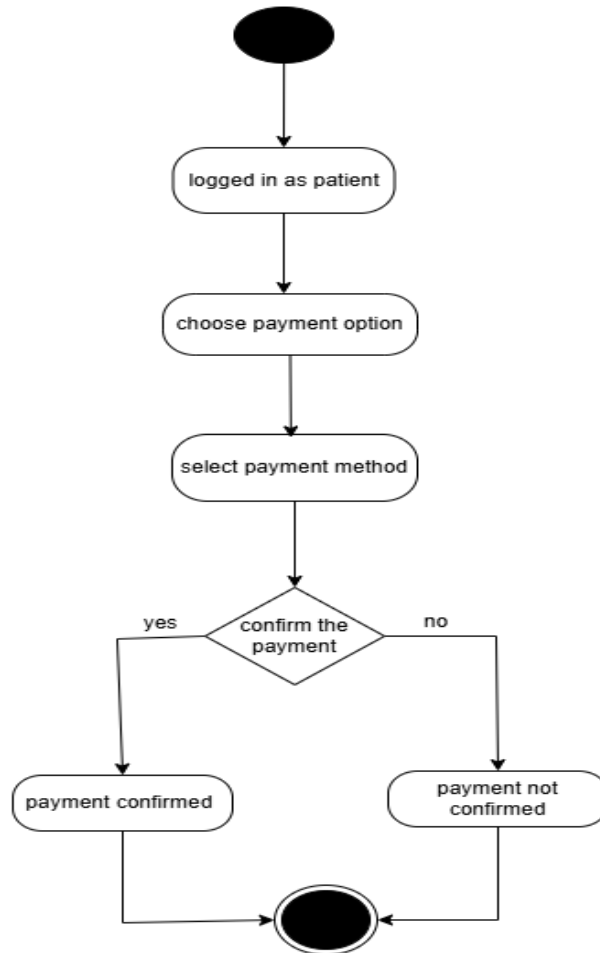 logged in as patient
choose payment option
select payment method
confirm the
payment
yes
no
payment confirmed
payment not
confirmed